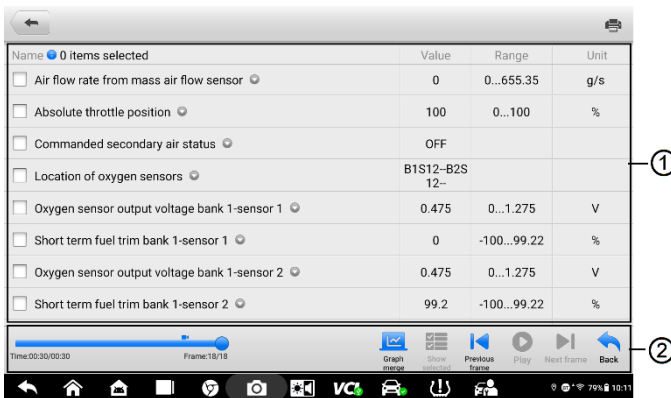 Name 0 items selected Value Range Unit
Air flow rate from mass air flow sensor 0 0...655.35 g/s
Absolute throttle position 100 0...100 %
Commanded secondary air status OFF
Location of oxygen sensors B1S12--B2S
12--
Oxygen sensor output voltage bank 1-sensor 1 0.475 0...1.275 V
Short term fuel trim bank 1-sensor 1 0 -100...99.22 %
Oxygen sensor output voltage bank 1-sensor 2 0.475 0...1.275 V
Short term fuel trim bank 1-sensor 2 99.2 -100...99.22 %
①
Time:00:30/00:30 Frame:18/18
Graph
merge
Show
selected
Previous
frame
Play
Next frame
Back
②
VCI
79% 10:11